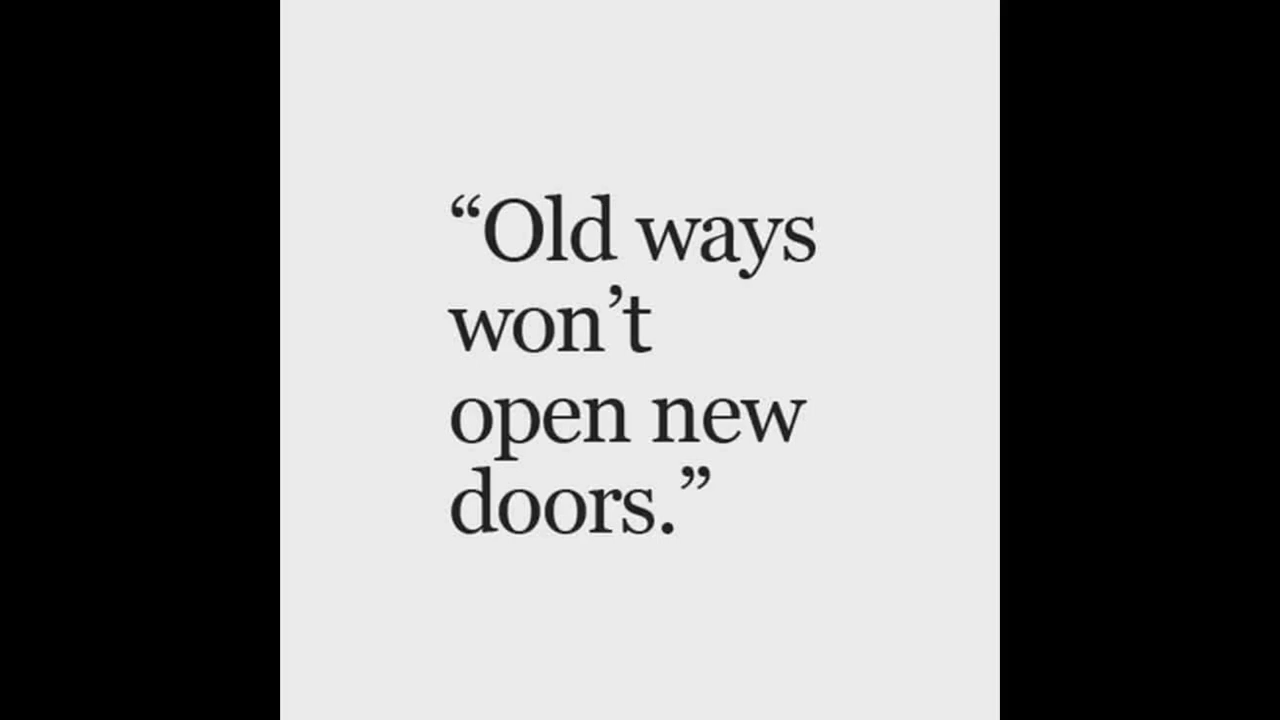 “Old ways
won’t
open new
doors.”